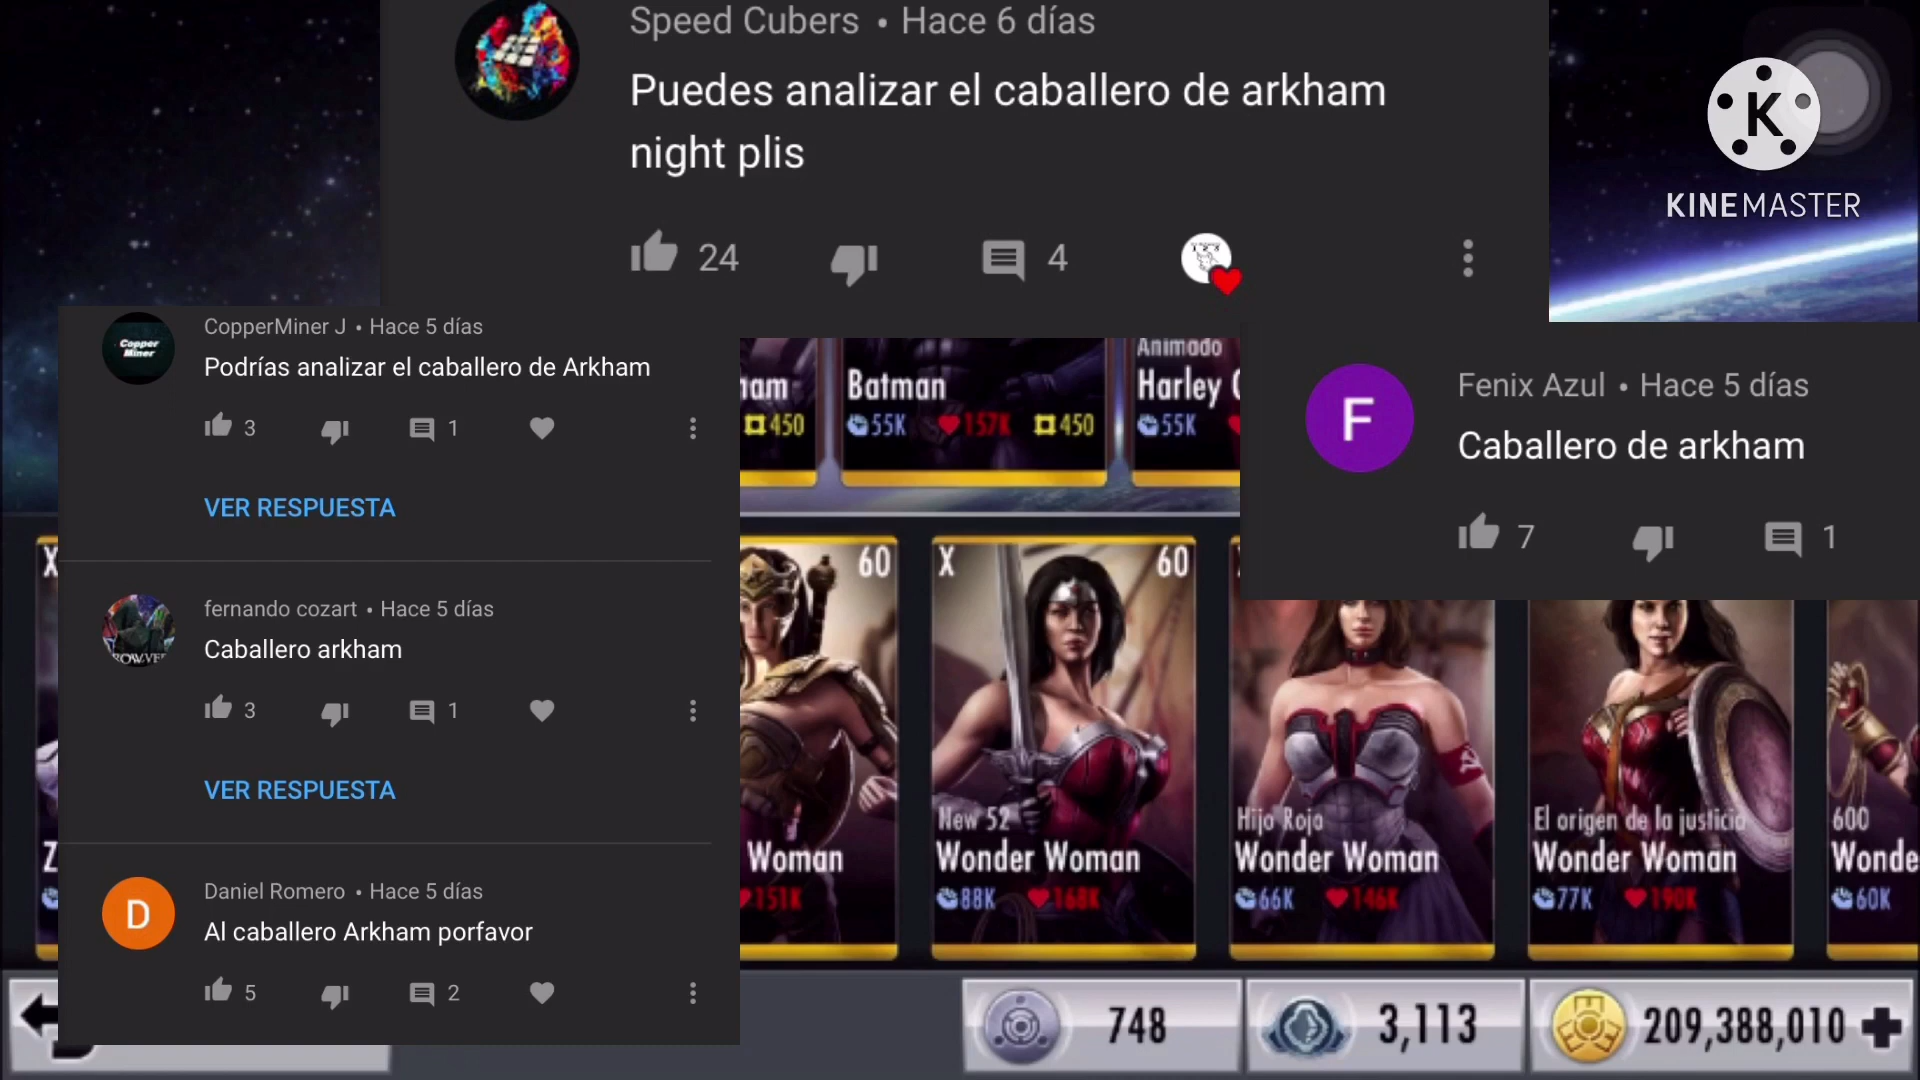 Speed Cubers • Hace 6 días
Puedes analizar el caballero de arkham
night plis
24
4
KINEMASTER
CopperMiner J • Hace 5 días
Copper
Miner
Podrías analizar el caballero de Arkham
3
1
VER RESPUESTA
fernando cozart • Hace 5 días
Caballero arkham
3
1
VER RESPUESTA
D
Daniel Romero • Hace 5 días
Al caballero Arkham porfavor
5
2
F
Fenix Azul • Hace 5 días
Caballero de arkham
7
1
450
Batman
55K 157K 450
Animado
Harley
55K
X
60
Woman
151K
X 60
New 52
Wonder Woman
88K 168K
Hijo Rojo
Wonder Woman
66K 146K
El origen de la justicia
Wonder Woman
77K 190K
600
Wonde
60K
748
3,113
209,388,010